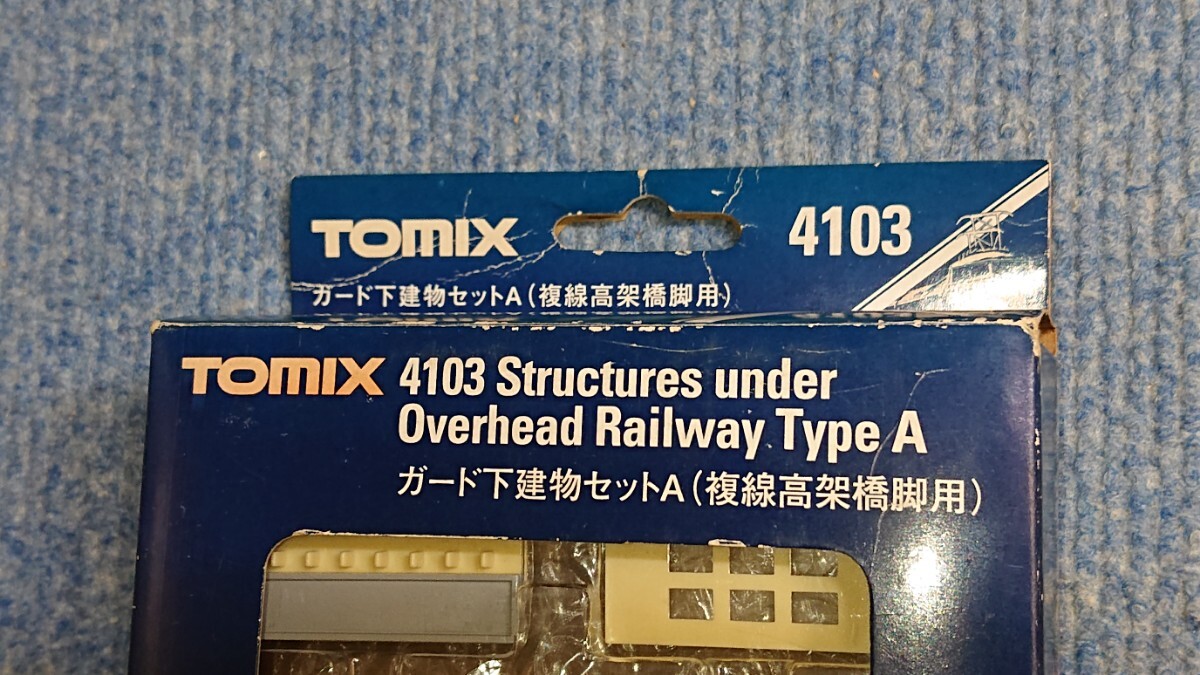 TOMIX 4103
ガード下建物セットA(複線高架橋脚用)
TOMIX 4103 Structures under
Overhead Railway Type A
ガード下建物セットA(複線高架橋脚用)